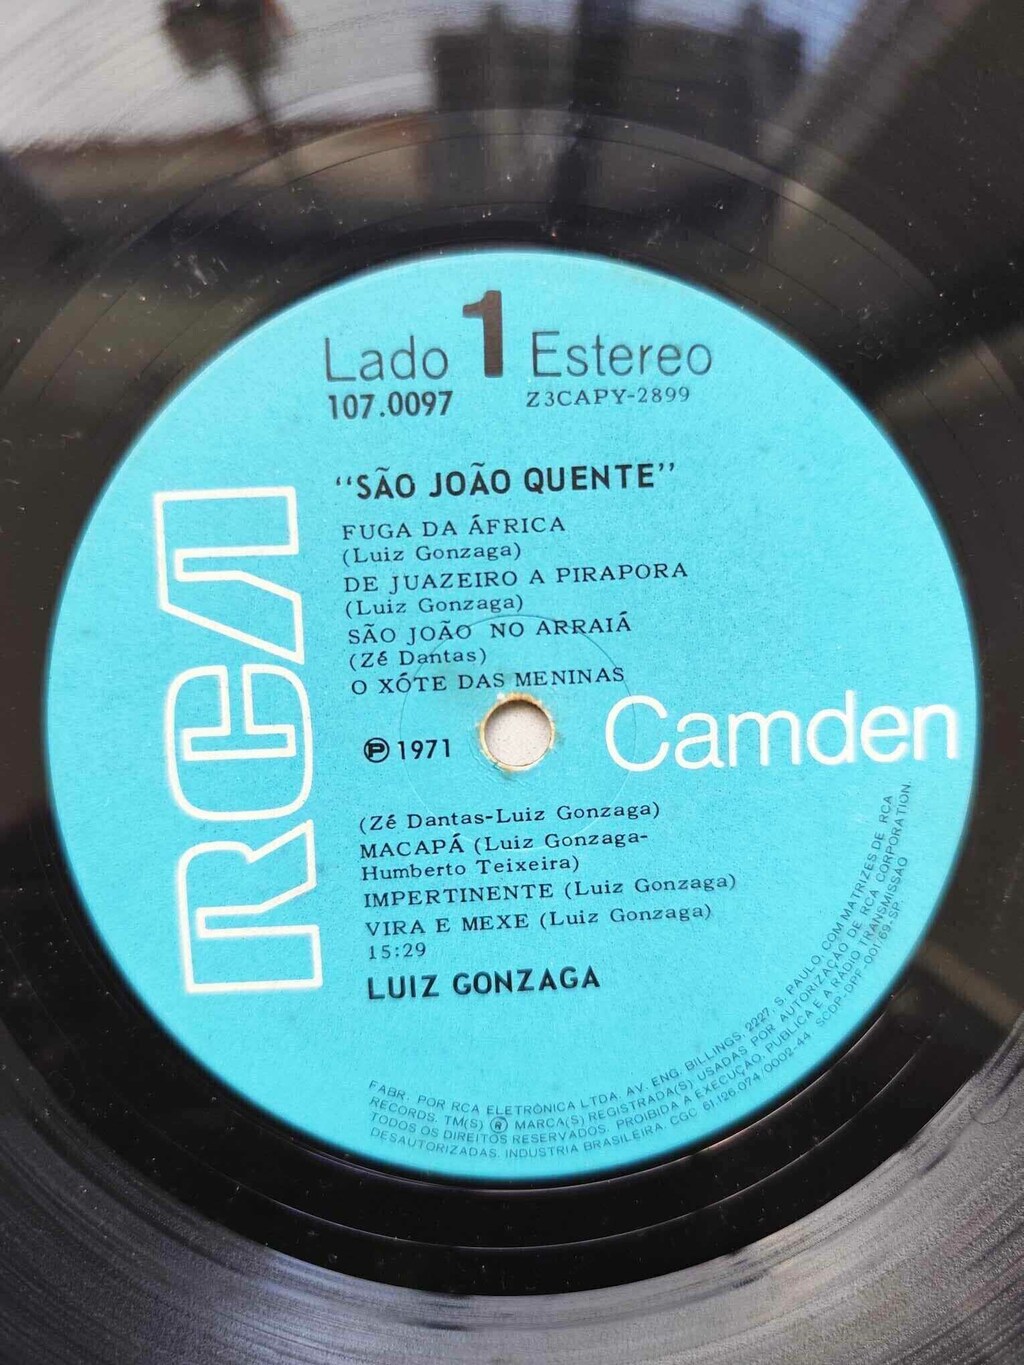 Lado 1 Estereo
107.0097 Z3CAPY-2899
"SÃO JOÃO QUENTE"
FUGA DA ÁFRICA
(Luiz Gonzaga)
DE JUAZEIRO A PIRAPORA
(Luiz Gonzaga)
SÃO JOÃO NO ARRAIÁ
(Zé Dantas)
O XÓTE DAS MENINAS
RCA
℗ 1971
Camden
(Zé Dantas-Luiz Gonzaga)
MACAPÁ (Luiz Gonzaga-
Humberto Teixeira)
IMPERTINENTE (Luiz Gonzaga)
VIRA E MEXE (Luiz Gonzaga)
15:29
LUIZ GONZAGA
FABR. POR RCA ELETRÔNICA LTDA. AV. ENG. BILLINGS, 2227, S. PAULO, COM MATRIZES DE RCA
RECORDS. TM(S) ® MARCA(S) REGISTRADA(S) USADAS POR AUTORIZAÇÃO DE RCA CORPORATION.
TODOS OS DIREITOS RESERVADOS. PROIBIDA A EXECUÇÃO, PÚBLICA E A RÁDIO TRANSMISSÃO
DESAUTORIZADAS. INDUSTRIA BRASILEIRA. CGC 61.126.074/0002-44 SCDP-DPF-001/69-SP